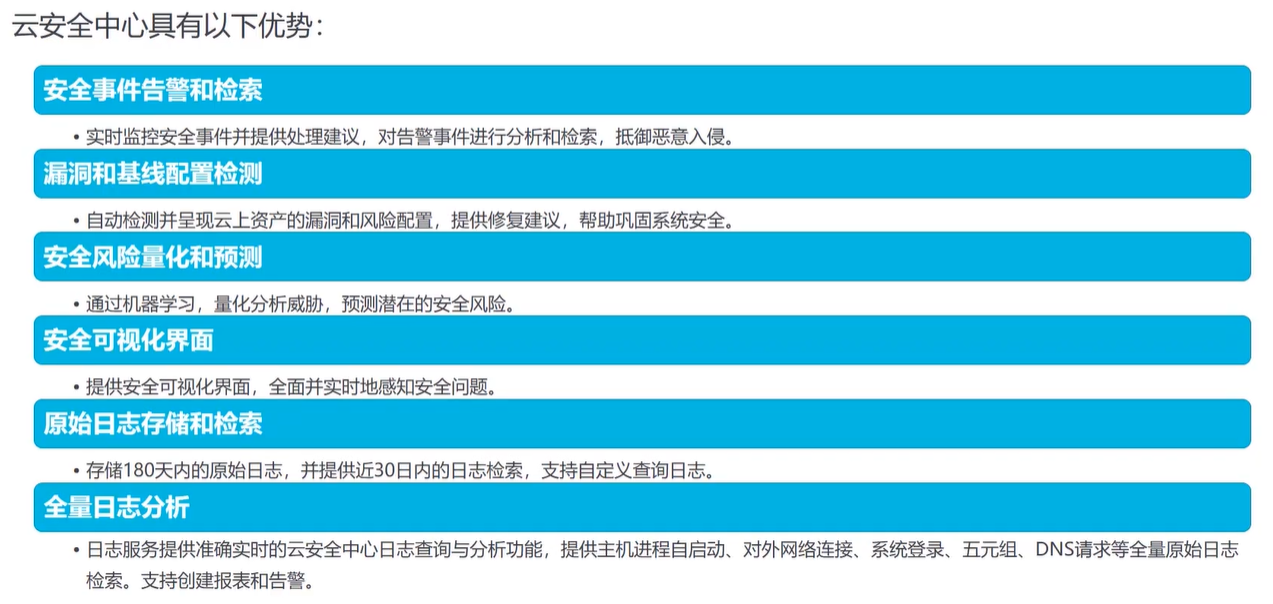 云安全中心具有以下优势：
安全事件告警和检索
• 实时监控安全事件并提供处理建议，对告警事件进行分析和检索，抵御恶意入侵。
漏洞和基线配置检测
• 自动检测并呈现云上资产的漏洞和风险配置，提供修复建议，帮助巩固系统安全。
安全风险量化和预测
• 通过机器学习，量化分析威胁，预测潜在的安全风险。
安全可视化界面
• 提供安全可视化界面，全面并实时地感知安全问题。
原始日志存储和检索
• 存储180天内的原始日志，并提供近30日内的日志检索，支持自定义查询日志。
全量日志分析
• 日志服务提供准确实时的云安全中心日志查询与分析功能，提供主机进程自启动、对外网络连接、系统登录、五元组、DNS请求等全量原始日志
检索。支持创建报表和告警。